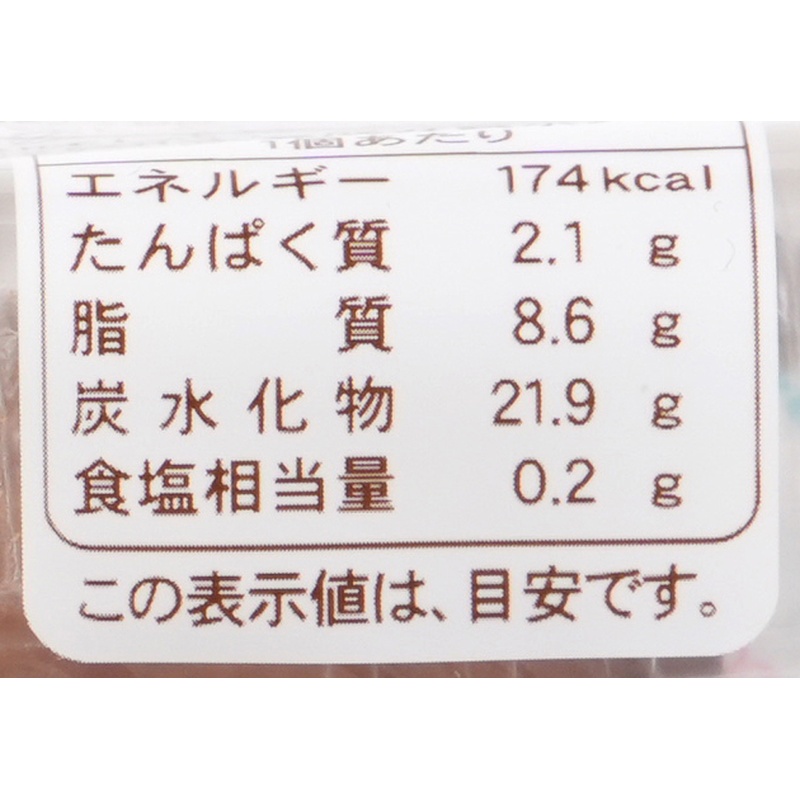 1個あたり
エネルギー 174kcal
たんぱく質 2.1 g
脂質 8.6 g
炭水化物 21.9 g
食塩相当量 0.2 g
この表示値は、目安です。